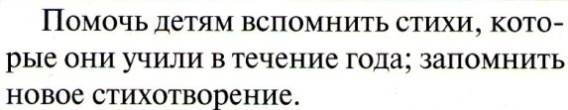 Помочь детям вспомнить стихи, кото-
рые они учили в течение года; запомнить
новое стихотворение.